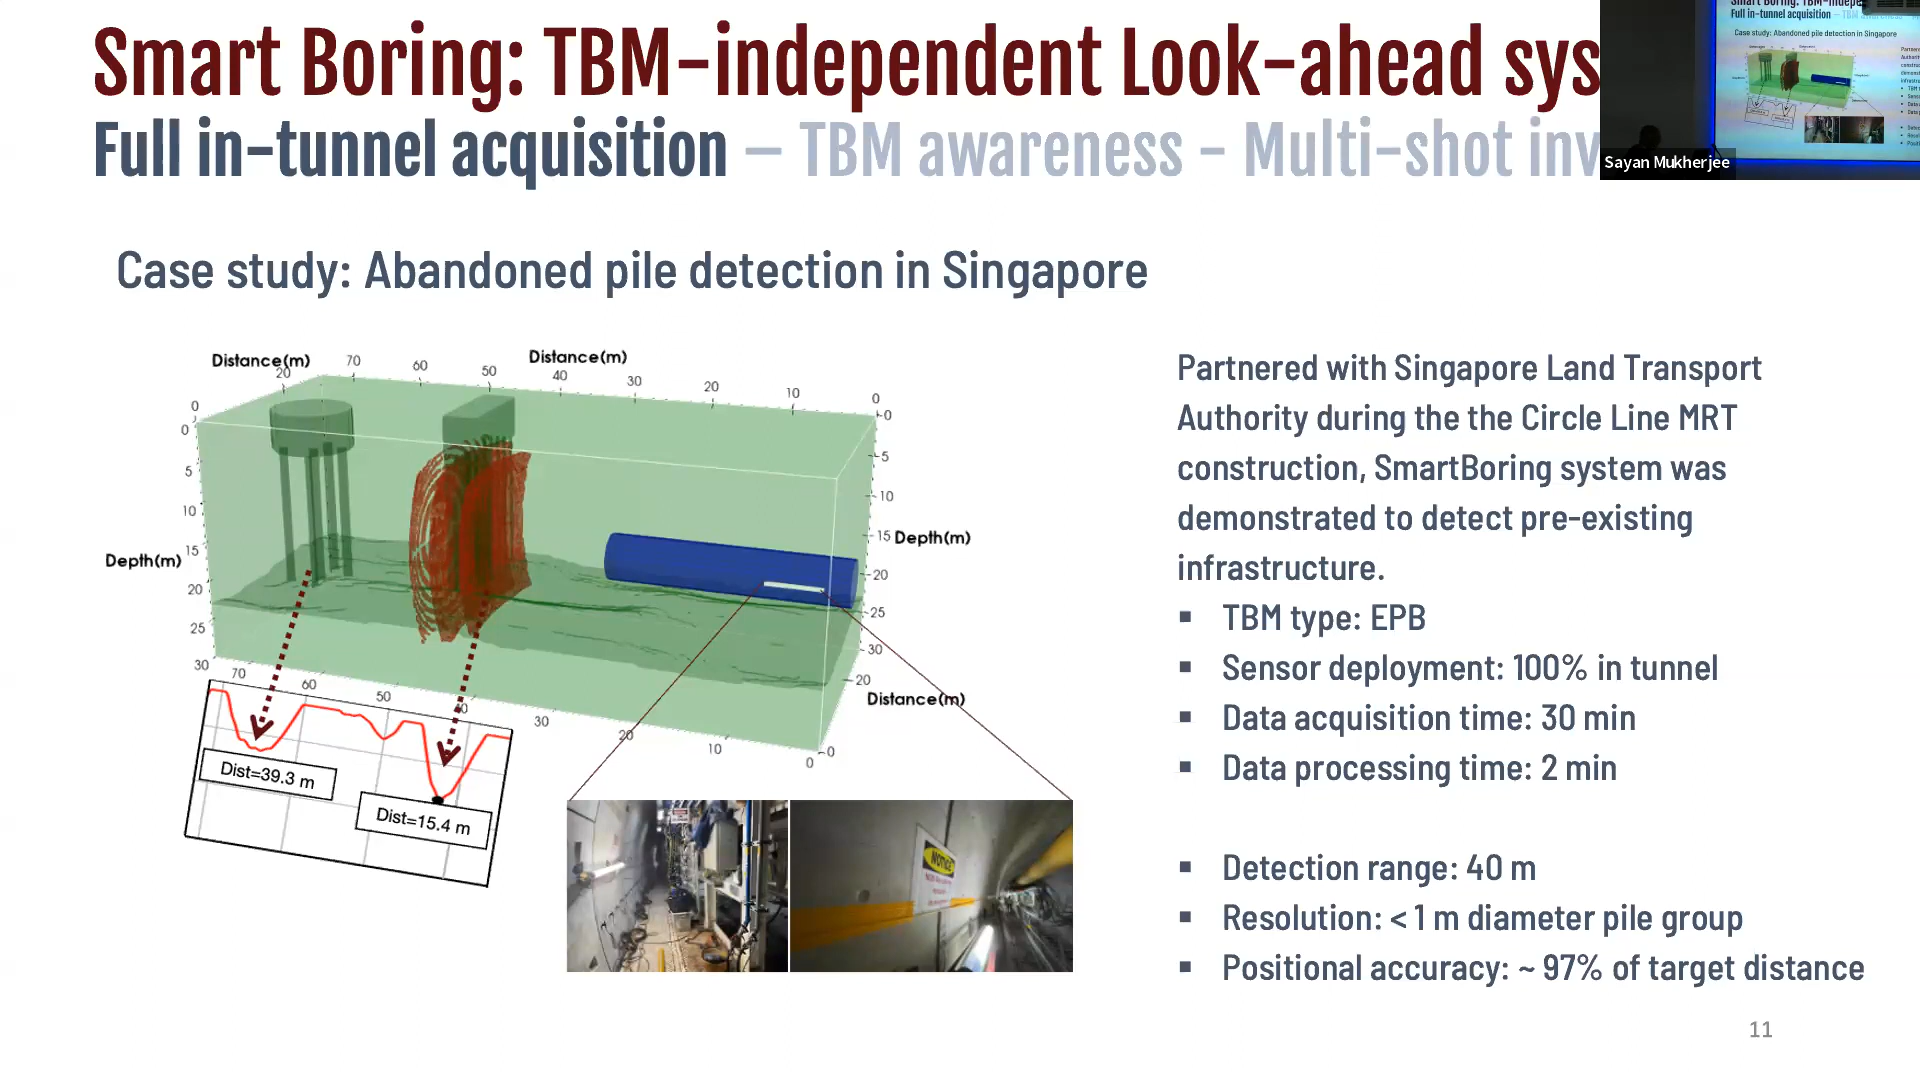 Smart Boring: TBM-independent Look-ahead sys
Full in-tunnel acquisition – TBM awareness - Multi-shot inv
Sayan Mukherjee
Case study: Abandoned pile detection in Singapore
Distance(m)
Distance(m)
20
70
60
50
40
30
20
10
0
0
0
0
5
10
15
20
25
30
5
10
15
20
25
30
Depth(m)
Depth(m)
20
Distance(m)
0
70
60
50
40
30
20
10
0
Dist=39.3 m
Dist=15.4 m
NOTICE
Partnered with Singapore Land Transport
Authority during the the Circle Line MRT
construction, SmartBoring system was
demonstrated to detect pre-existing
infrastructure.
▪ TBM type: EPB
▪ Sensor deployment: 100% in tunnel
▪ Data acquisition time: 30 min
▪ Data processing time: 2 min
▪ Detection range: 40 m
▪ Resolution: < 1 m diameter pile group
▪ Positional accuracy: ~ 97% of target distance
11